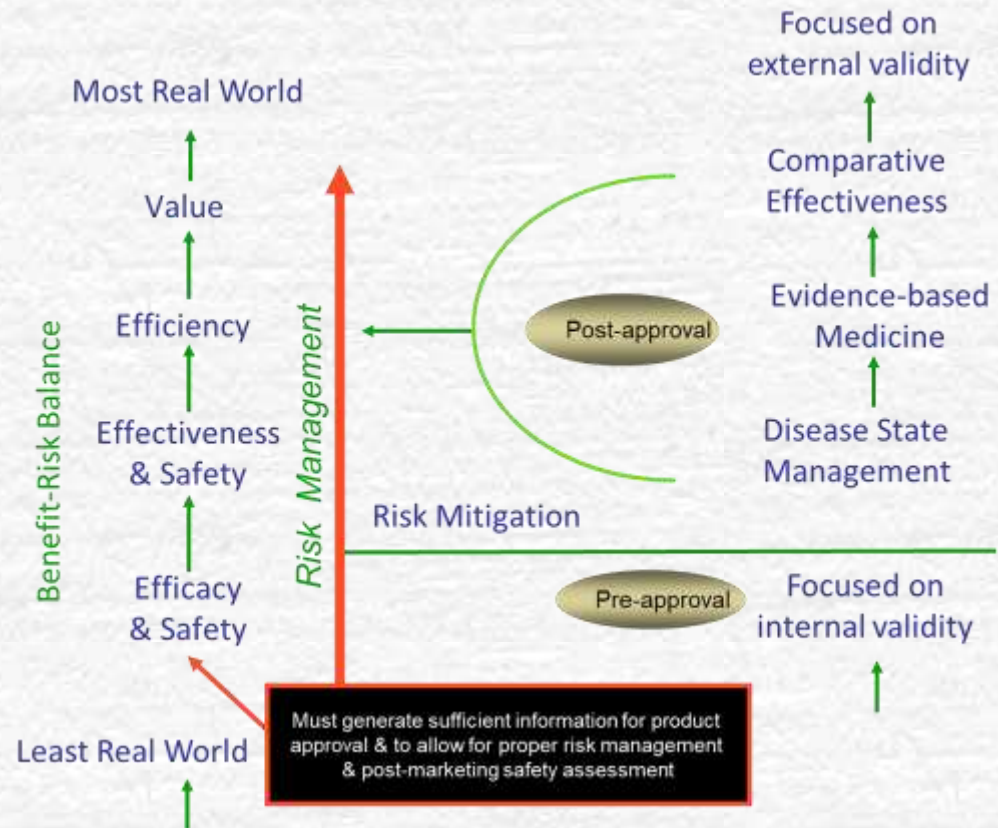 Focused on
external validity
Most Real World
Comparative
Effectiveness
Value
Evidence-based
Medicine
Efficiency
Post-approval
Benefit-Risk Balance
Risk Management
Effectiveness
& Safety
Disease State
Management
Risk Mitigation
Efficacy
& Safety
Pre-approval
Focused on
internal validity
Must generate sufficient information for product
approval & to allow for proper risk management
& post-marketing safety assessment
Least Real World